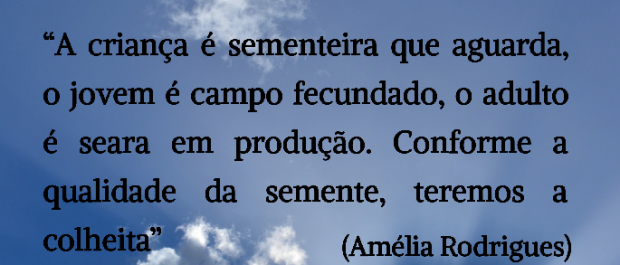 “A criança é sementeira que aguarda,
o jovem é campo fecundado, o adulto
é seara em produção. Conforme a
qualidade da semente, teremos a
colheita”
(Amélia Rodrigues)